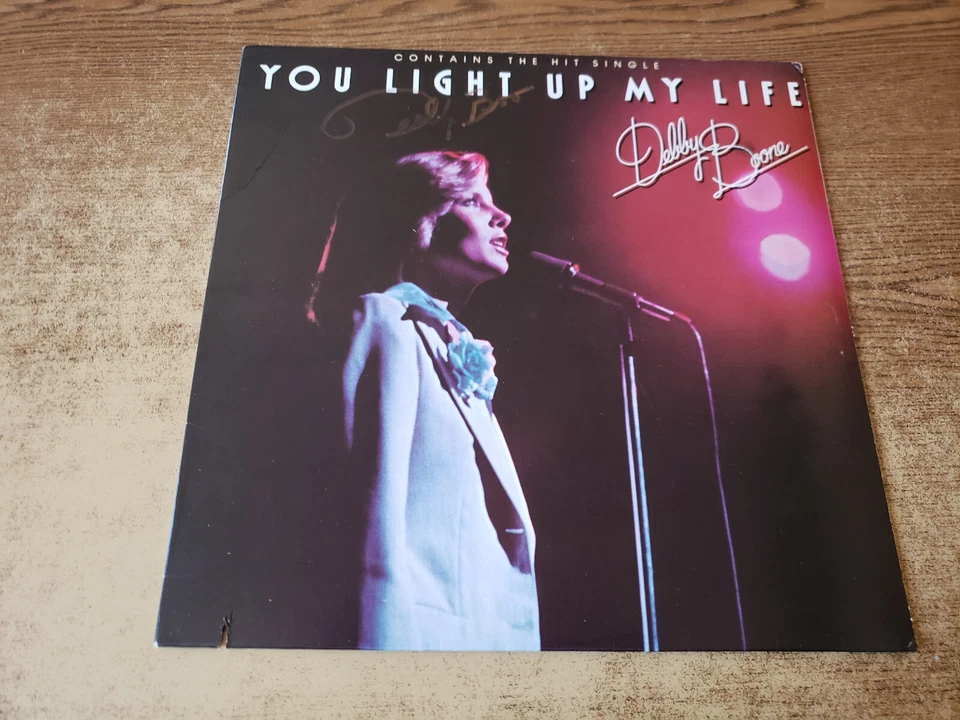 CONTAINS THE HIT SINGLE
YOU LIGHT UP MY LIFE
Debby Boone